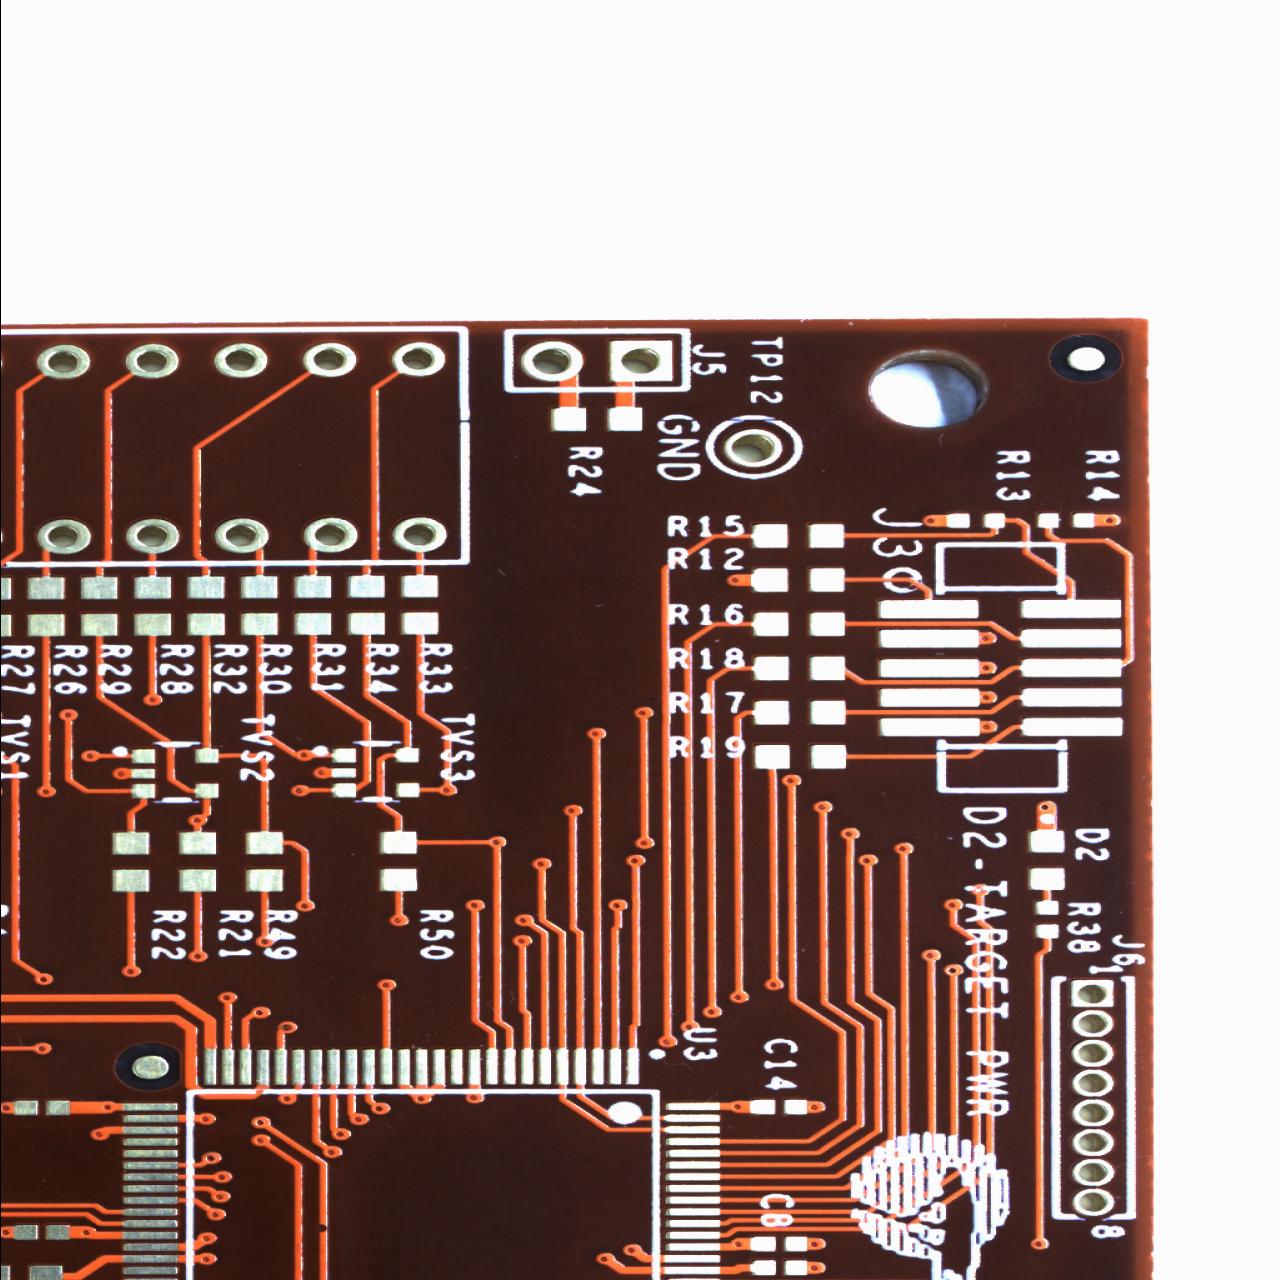 J5
TP12
GND
R24
R13
R14
J30
R15
R12
R16
R18
R17
R19
R27
R26
R29
R28
R32
R30
R31
R34
R33
TVS1
TVS2
TVS3
R22
R21
R49
R50
D2-TARGET PWR
D2
R38
J6
1
8
U3
C14
C8